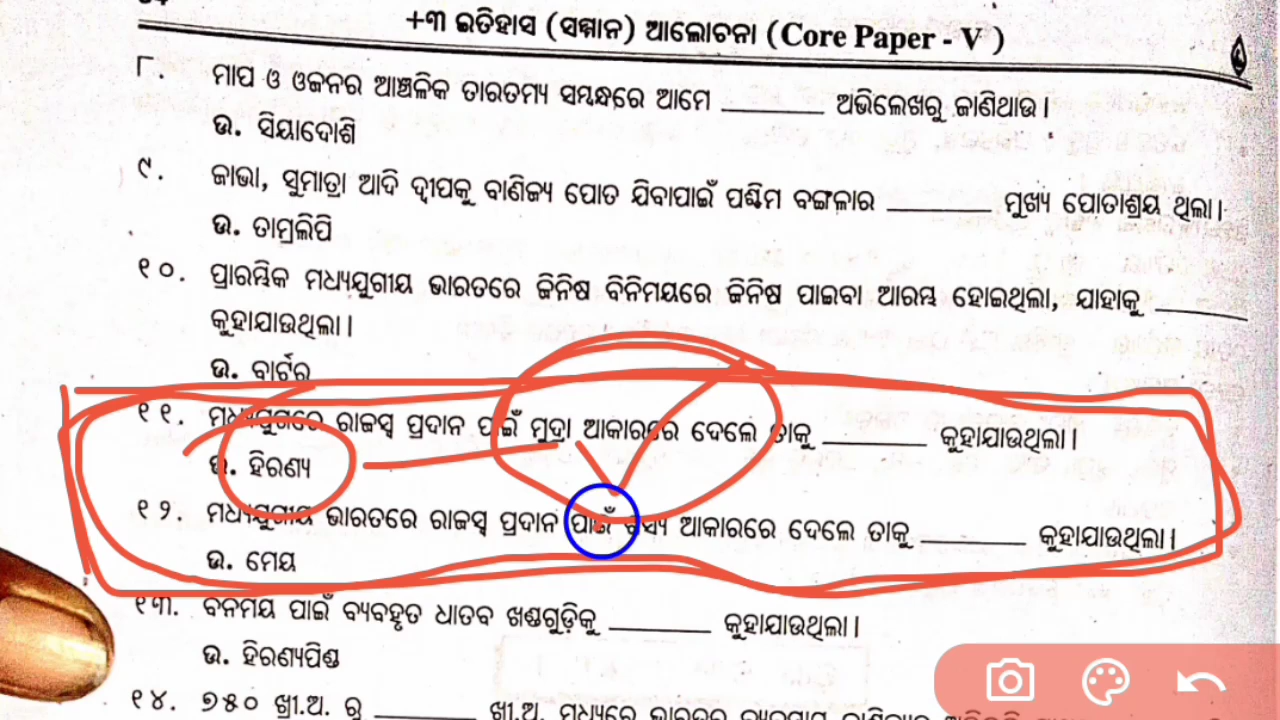 +୩ ଇତିହାସ (ସମ୍ମାନ) ଆଲୋଚନା (Core Paper - V)
୮. ମାପ ଓ ଓଜନର ଆଞ୍ଚଳିକ ତାରତମ୍ୟ ସମ୍ବନ୍ଧରେ ଆମେ ________ ଅଭିଲେଖରୁ ଜାଣିଥାଉ।
ଉ. ସିୟାଦୋଶି
୯. ଜାଭା, ସୁମାତ୍ରା ଆଦି ଦ୍ୱୀପକୁ ବାଣିଜ୍ୟ ପୋତ ଯିବାପାଇଁ ପଶ୍ଚିମ ବଙ୍ଗଳାର ________ ମୁଖ୍ୟ ପୋତାଶ୍ରୟ ଥିଲା।
ଉ. ତାମ୍ରଲିପି
୧୦. ପ୍ରାରମ୍ଭିକ ମଧ୍ୟଯୁଗୀୟ ଭାରତରେ ଜିନିଷ ବିନିମୟରେ ଜିନିଷ ପାଇବା ଆରମ୍ଭ ହୋଇଥିଲା, ଯାହାକୁ ________
କୁହାଯାଉଥିଲା।
ଉ. ବାର୍ଟର
୧୧. ମଧ୍ୟଯୁଗରେ ରାଜସ୍ୱ ପ୍ରଦାନ ପାଇଁ ମୁଦ୍ରା ଆକାରରେ ଦେଲେ ତାକୁ ________ କୁହାଯାଉଥିଲା।
ଉ. ହିରଣ୍ୟ
୧୨. ମଧ୍ୟଯୁଗୀୟ ଭାରତରେ ରାଜସ୍ୱ ପ୍ରଦାନ ପାଇଁ ଶସ୍ୟ ଆକାରରେ ଦେଲେ ତାକୁ ________ କୁହାଯାଉଥିଲା।
ଉ. ମେୟ
୧୩. ବିନିମୟ ପାଇଁ ବ୍ୟବହୃତ ଧାତବ ଖଣ୍ଡଗୁଡ଼ିକୁ ________ କୁହାଯାଉଥିଲା।
ଉ. ହିରଣ୍ୟପିଣ୍ଡ
୧୪. ୭୫୦ ଖ୍ରୀ.ଅ. ରୁ ________ ଖ୍ରୀ.ଅ. ମଧ୍ୟରେ